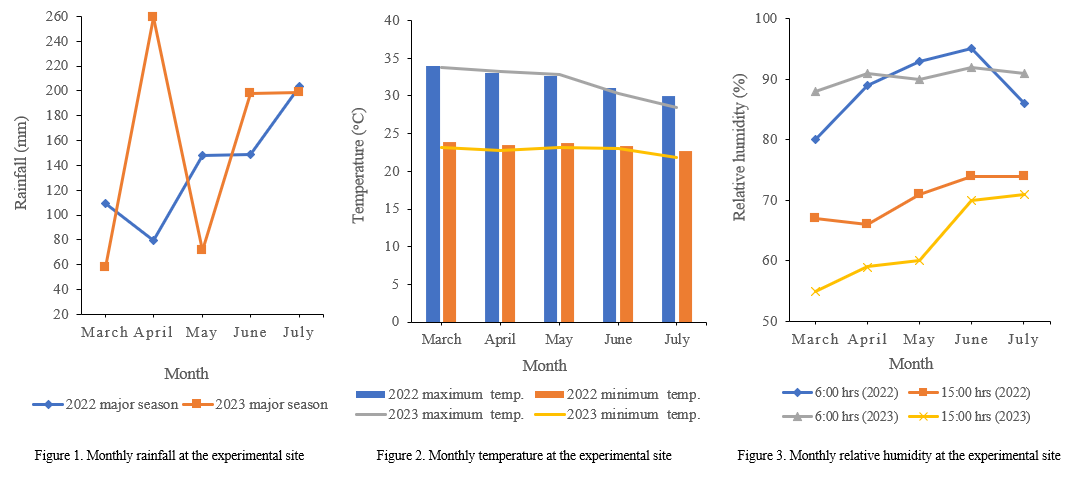 260
240
220
200
180
160
140
120
100
80
60
40
20
Rainfall (mm)
March April May June July
Month
2022 major season 2023 major season
Figure 1. Monthly rainfall at the experimental site
40
35
30
25
20
15
10
5
0
Temperature (°C)
March April May June July
Month
2022 maximum temp. 2022 minimum temp.
2023 maximum temp. 2023 minimum temp.
Figure 2. Monthly temperature at the experimental site
100
90
80
70
60
50
Relative humidity (%)
March April May June July
Month
6:00 hrs (2022) 15:00 hrs (2022)
6:00 hrs (2023) 15:00 hrs (2023)
Figure 3. Monthly relative humidity at the experimental site